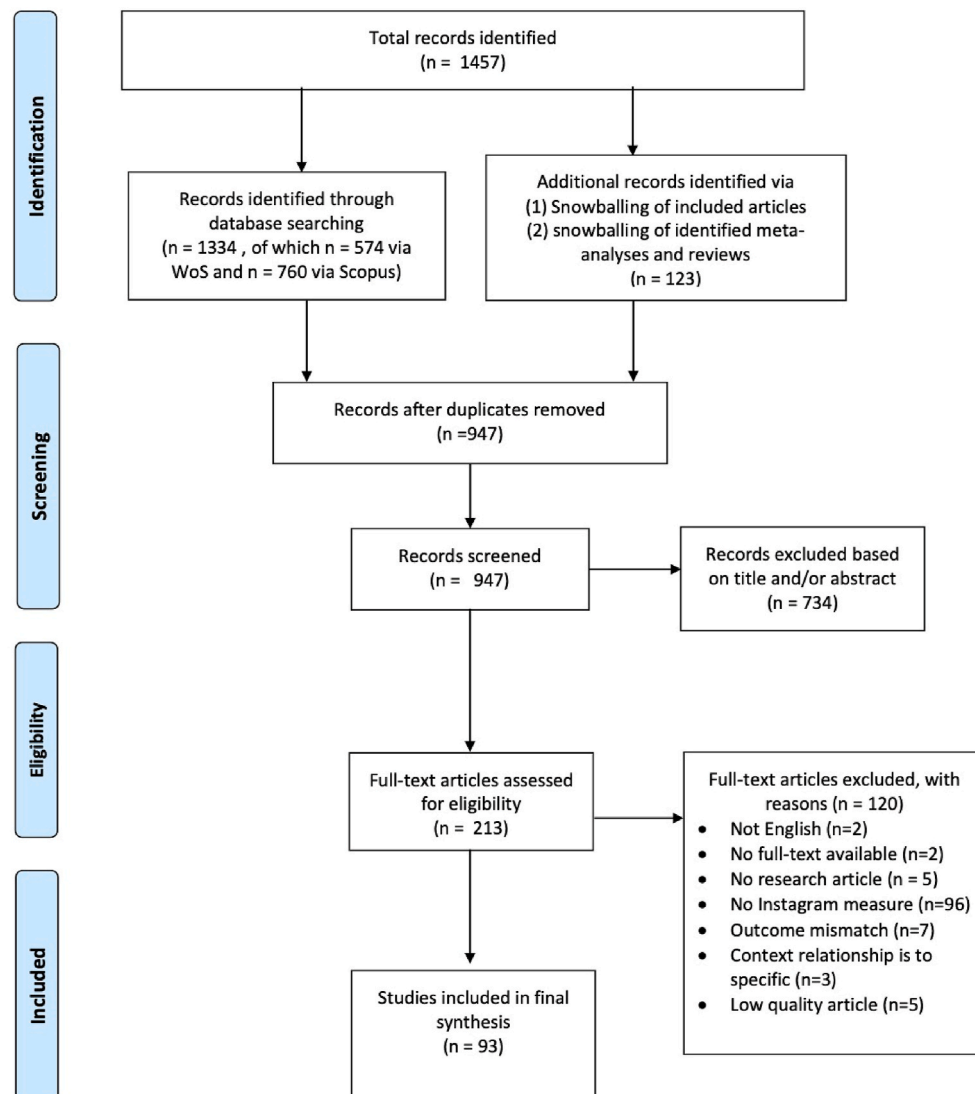 Identification
Total records identified
(n = 1457)
Records identified through
database searching
(n = 1334 , of which n = 574 via
WoS and n = 760 via Scopus)
Additional records identified via
(1) Snowballing of included articles
(2) snowballing of identified meta-
analyses and reviews
(n = 123)
Screening
Records after duplicates removed
(n =947)
Records screened
(n = 947)
Records excluded based
on title and/or abstract
(n = 734)
Eligibility
Full-text articles assessed
for eligibility
(n = 213)
Full-text articles excluded, with
reasons (n = 120)
• Not English (n=2)
• No full-text available (n=2)
• No research article (n = 5)
• No Instagram measure (n=96)
• Outcome mismatch (n=7)
• Context relationship is to
specific (n=3)
• Low quality article (n=5)
Included
Studies included in final
synthesis
(n = 93)